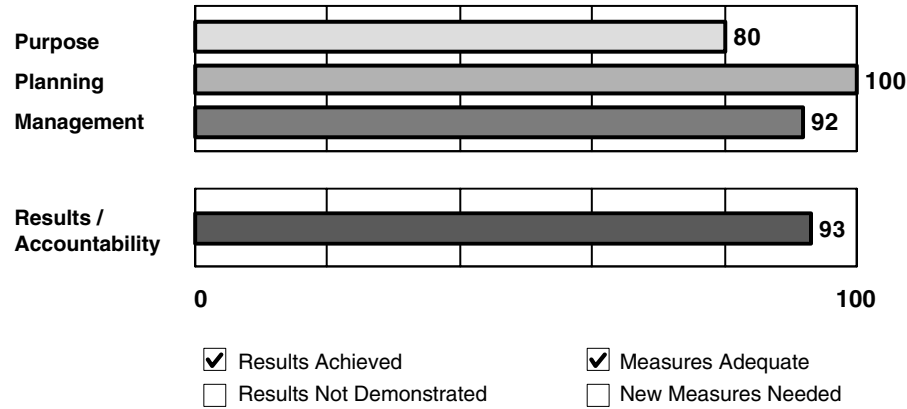 Purpose 80
Planning 100
Management 92
Results /
Accountability 93
0 100
Results Achieved Measures Adequate
Results Not Demonstrated New Measures Needed